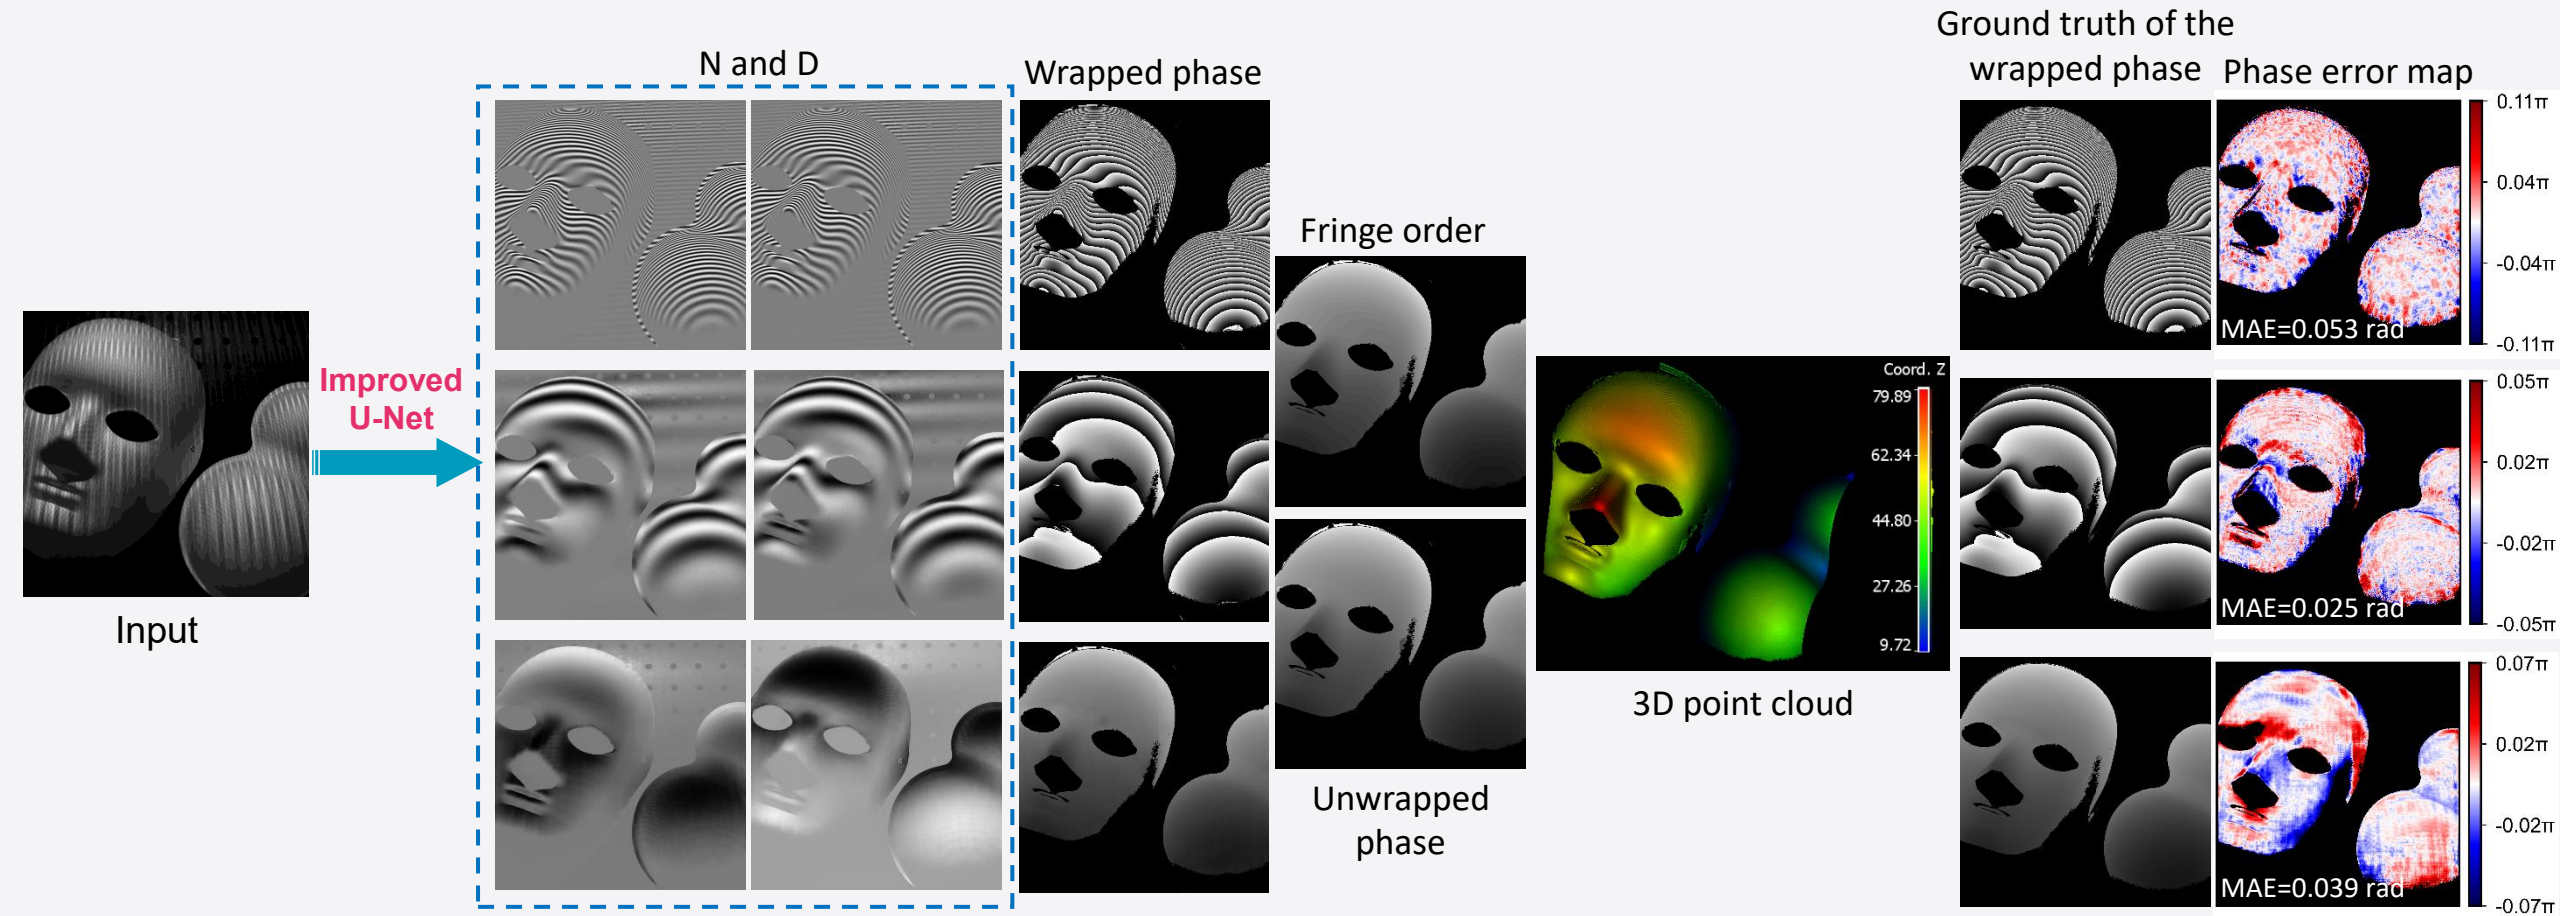 Input
Improved
U-Net
N and D
Wrapped phase
Fringe order
Unwrapped
phase
Coord. Z
79.89
62.34
44.80
27.26
9.72
3D point cloud
Ground truth of the
wrapped phase
Phase error map
MAE=0.053 rad
0.11π
0.04π
-0.04π
-0.11π
MAE=0.025 rad
0.05π
0.02π
-0.02π
-0.05π
MAE=0.039 rad
0.07π
0.02π
-0.02π
-0.07π